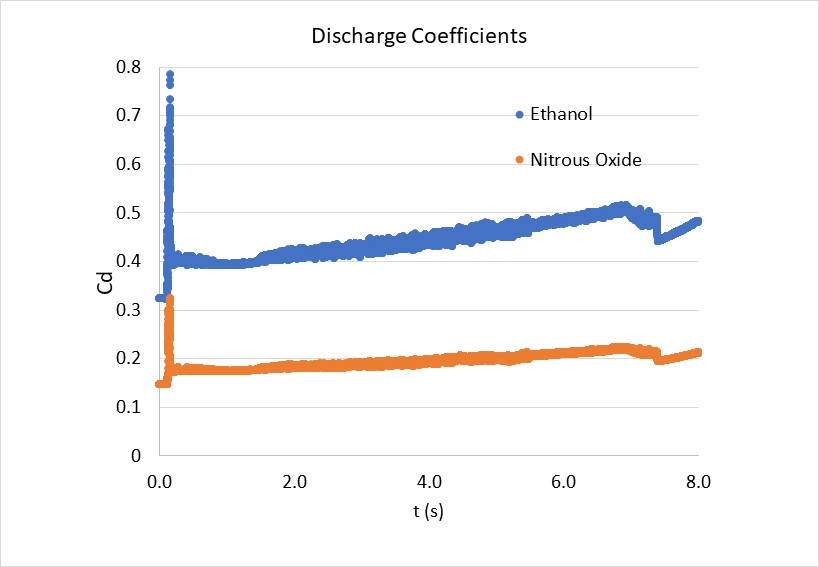 Discharge Coefficients
0.8
0.7
0.6
0.5
0.4
0.3
0.2
0.1
0
Cd
Ethanol
Nitrous Oxide
0.0 2.0 4.0 6.0 8.0
t (s)